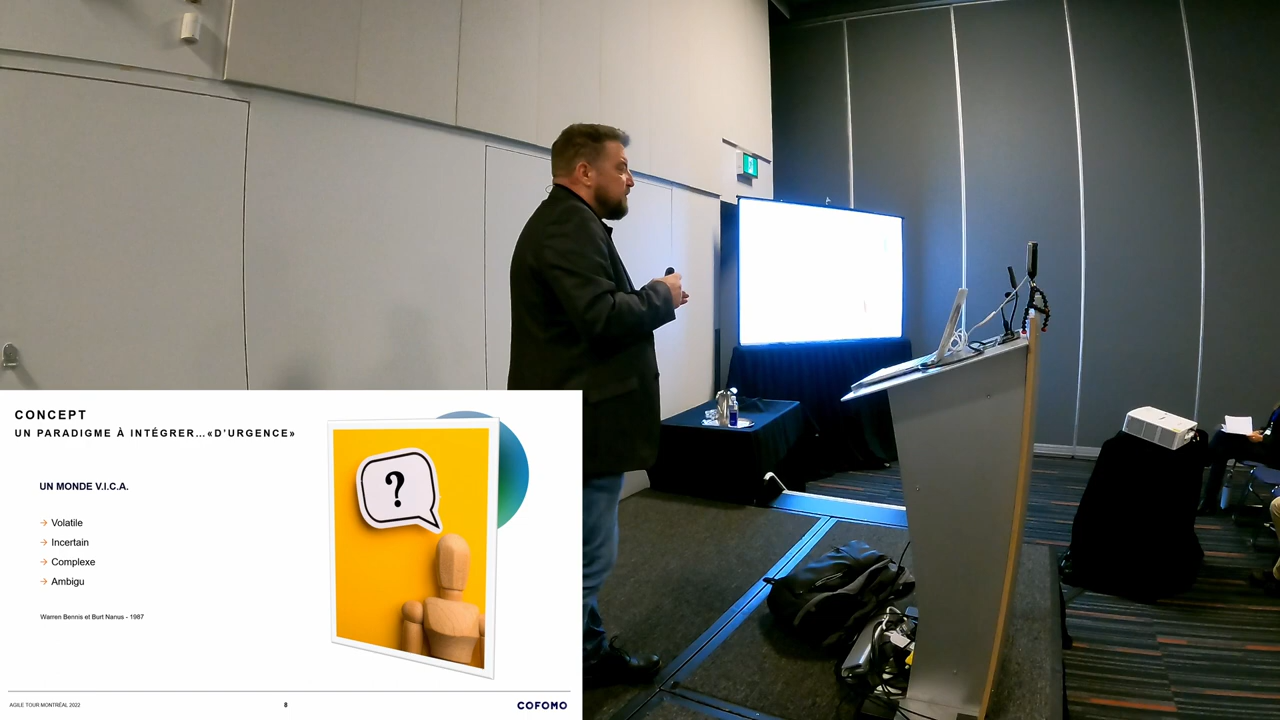 CONCEPT
UN PARADIGME À INTÉGRER...«D'URGENCE»
UN MONDE V.I.C.A.
→ Volatile
→ Incertain
→ Complexe
→ Ambigu
Warren Bennis et Burt Nanus - 1987
?
AGILE TOUR MONTRÉAL 2022
8
COFOMO